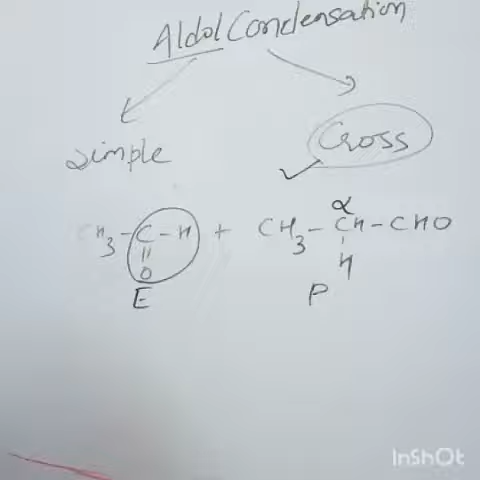 Aldol Condensation
Simple Cross
α
CH3 - C - H + CH3 - CH - CHO
|| |
O H
E P
InShOt